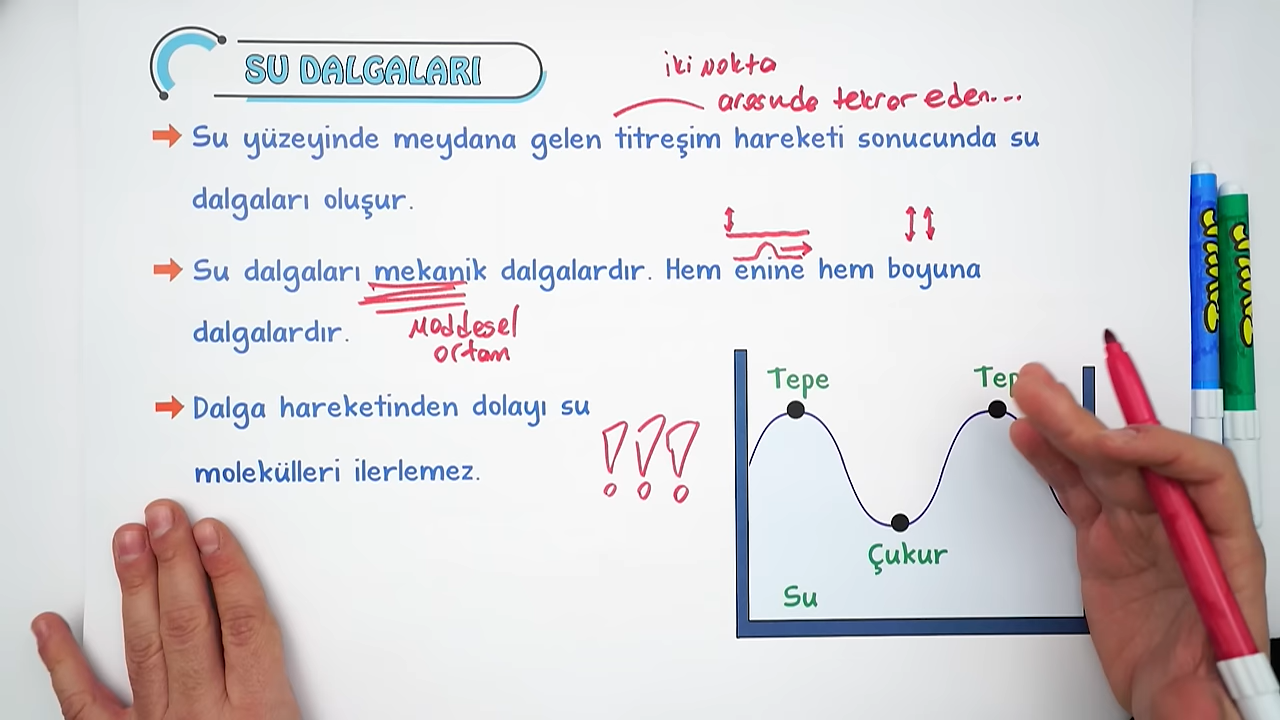 SU DALGALARI
iki nokta
arasında tekrar eden...
Su yüzeyinde meydana gelen titreşim hareketi sonucunda su
dalgaları oluşur.
Su dalgaları mekanik dalgalardır. Hem enine hem boyuna
dalgalardır.
Maddesel
ortam
Dalga hareketinden dolayı su
molekülleri ilerlemez.
!!!
Tepe
Çukur
Su